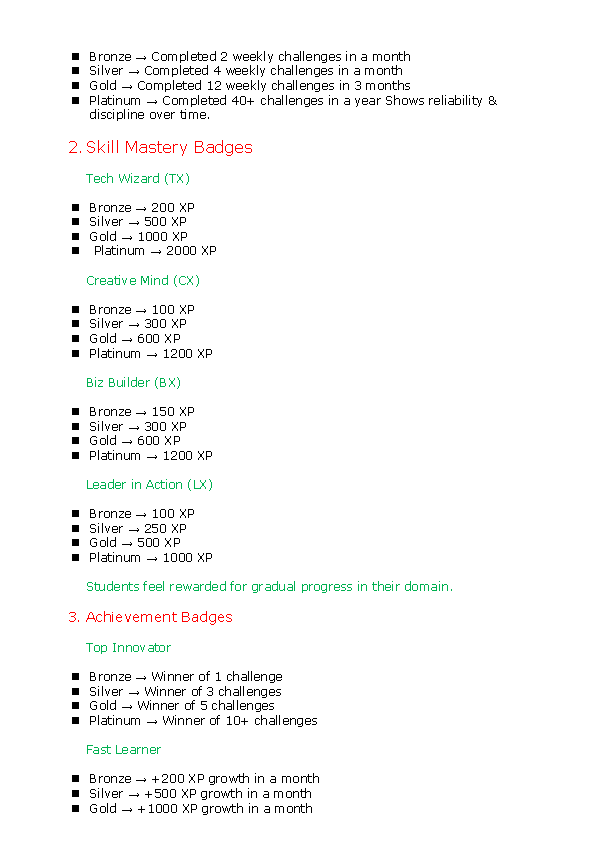 ■ Bronze → Completed 2 weekly challenges in a month
■ Silver → Completed 4 weekly challenges in a month
■ Gold → Completed 12 weekly challenges in 3 months
■ Platinum → Completed 40+ challenges in a year Shows reliability &
discipline over time.
2. Skill Mastery Badges
Tech Wizard (TX)
■ Bronze → 200 XP
■ Silver → 500 XP
■ Gold → 1000 XP
■ Platinum → 2000 XP
Creative Mind (CX)
■ Bronze → 100 XP
■ Silver → 300 XP
■ Gold → 600 XP
■ Platinum → 1200 XP
Biz Builder (BX)
■ Bronze → 150 XP
■ Silver → 300 XP
■ Gold → 600 XP
■ Platinum → 1200 XP
Leader in Action (LX)
■ Bronze → 100 XP
■ Silver → 250 XP
■ Gold → 500 XP
■ Platinum → 1000 XP
Students feel rewarded for gradual progress in their domain.
3. Achievement Badges
Top Innovator
■ Bronze → Winner of 1 challenge
■ Silver → Winner of 3 challenges
■ Gold → Winner of 5 challenges
■ Platinum → Winner of 10+ challenges
Fast Learner
■ Bronze → +200 XP growth in a month
■ Silver → +500 XP growth in a month
■ Gold → +1000 XP growth in a month